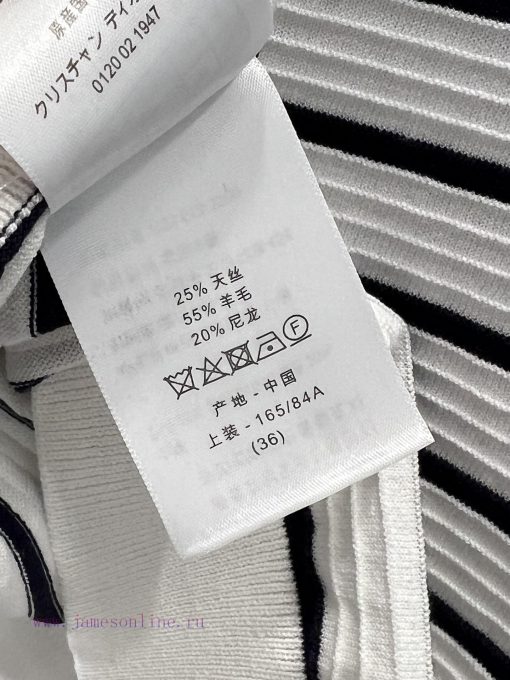 原産国
クリスチャン ディオ
0120 02 1947
25% 天丝
55% 羊毛
20% 尼龙
F
产地 - 中国
上装 - 165/84A
(36)
www.jamesonline.ru